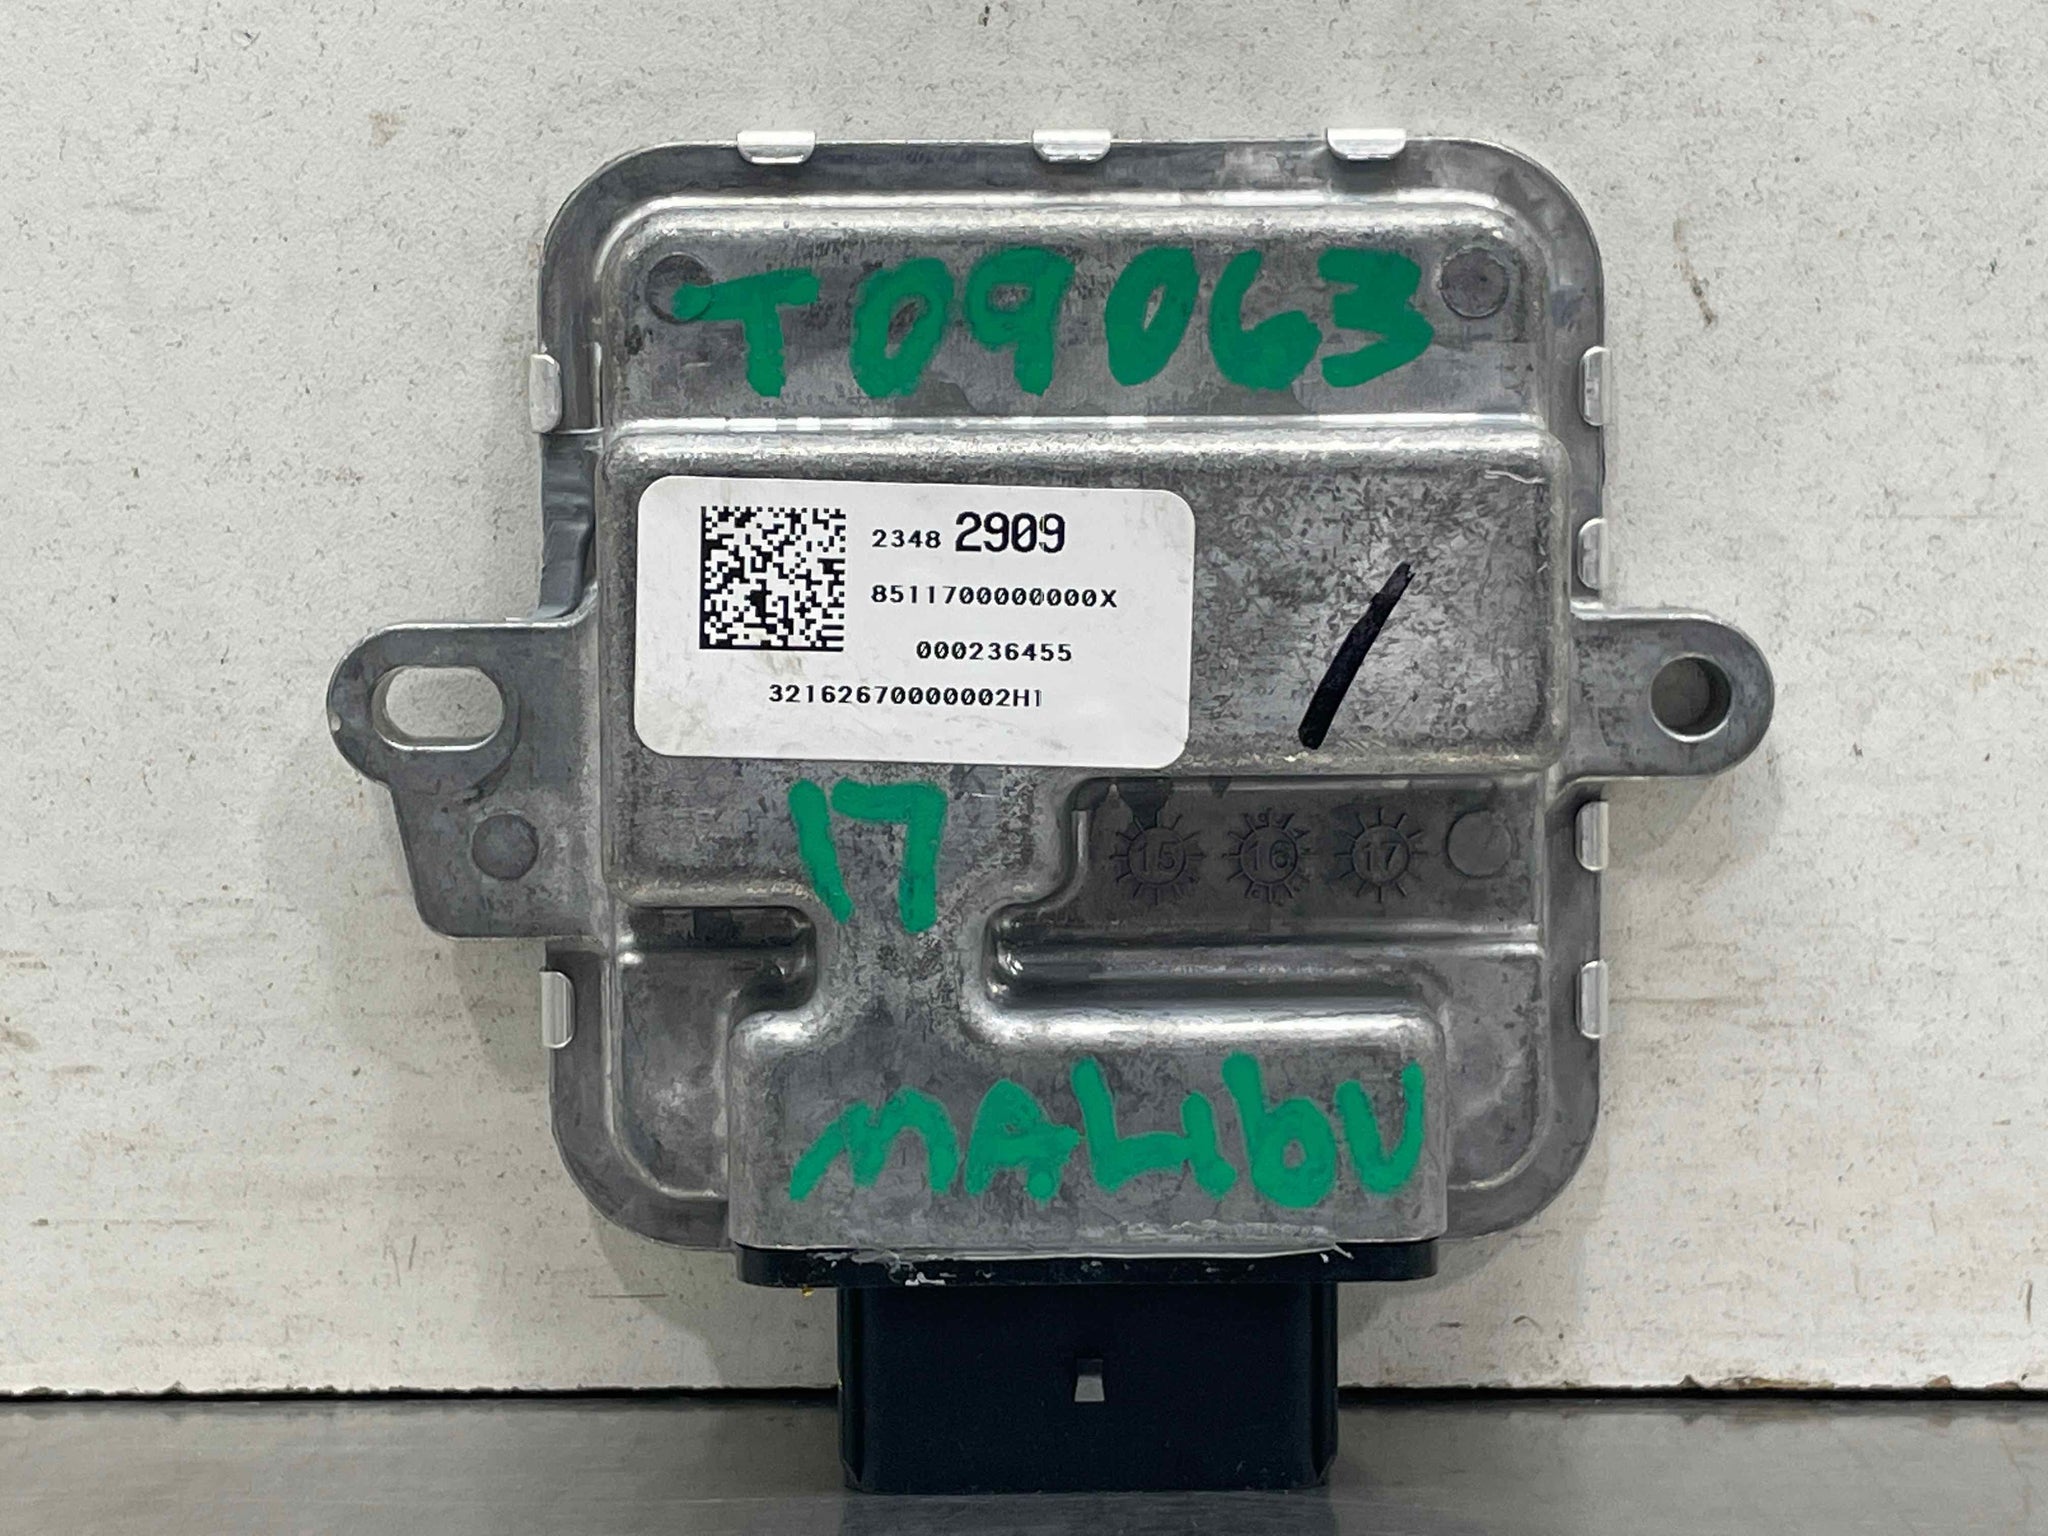 T09063
2348 2909
8511700000000X
000236455
32162670000002H1
17
15 16 17
MALIbU